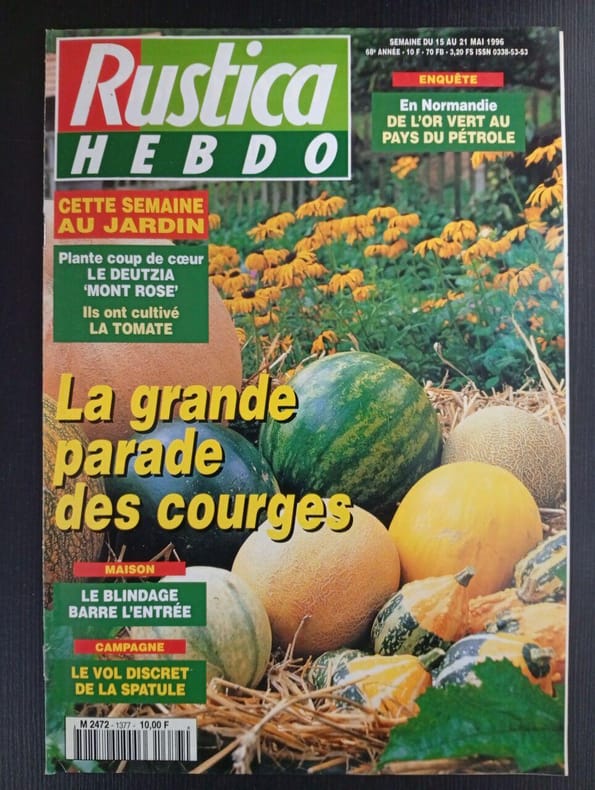 SEMAINE DU 15 AU 21 MAI 1996
68e ANNÉE - 10 F - 70 FB - 3,20 FS ISSN 0338-53-53
Rustica
HEBDO
ENQUÊTE
En Normandie
DE L'OR VERT AU
PAYS DU PÉTROLE
CETTE SEMAINE
AU JARDIN
Plante coup de cœur
LE DEUTZIA
'MONT ROSE'
Ils ont cultivé
LA TOMATE
La grande
parade
des courges
MAISON
LE BLINDAGE
BARRE L'ENTRÉE
CAMPAGNE
LE VOL DISCRET
DE LA SPATULE
M 2472 - 1377 - 10,00 F